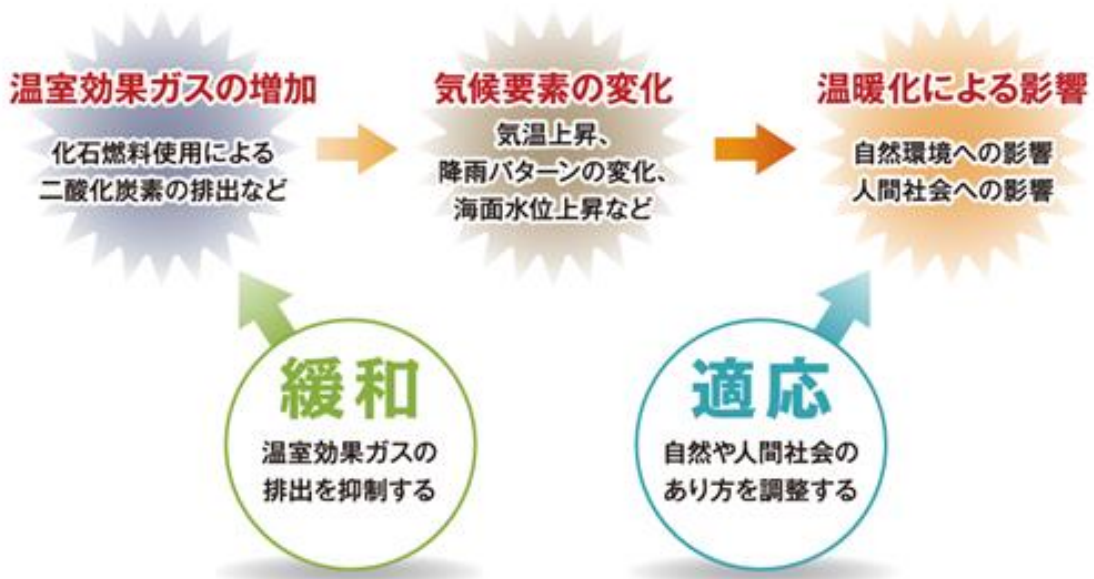 温室効果ガスの増加
化石燃料使用による
二酸化炭素の排出など
気候要素の変化
気温上昇、
降雨パターンの変化、
海面水位上昇など
温暖化による影響
自然環境への影響
人間社会への影響
緩和
温室効果ガスの
排出を抑制する
適応
自然や人間社会の
あり方を調整する